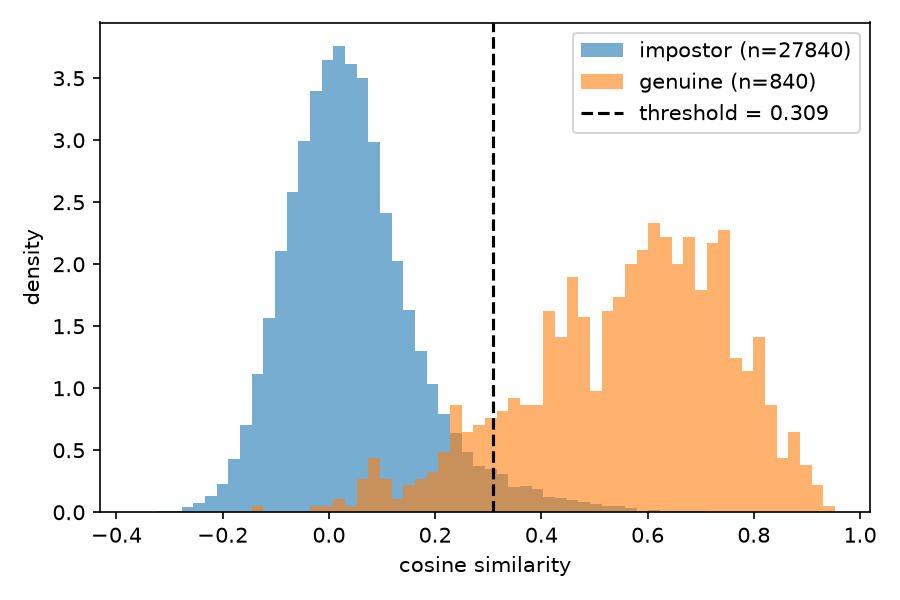 impostor (n=27840)
genuine (n=840)
threshold = 0.309
density
3.5
3.0
2.5
2.0
1.5
1.0
0.5
0.0
−0.4 −0.2 0.0 0.2 0.4 0.6 0.8 1.0
cosine similarity